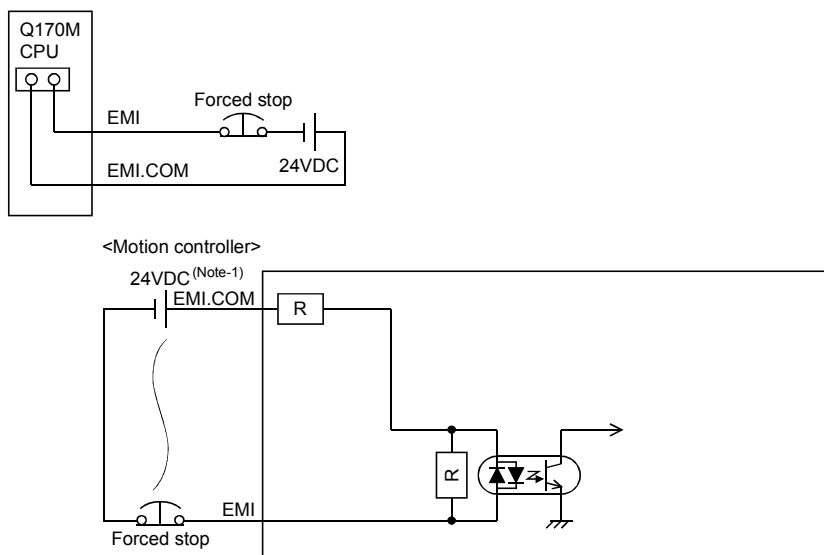 Q170M
CPU
Forced stop
EMI
24VDC
EMI.COM
<Motion controller>
24VDC(Note-1)
EMI.COM
R
R
EMI
Forced stop